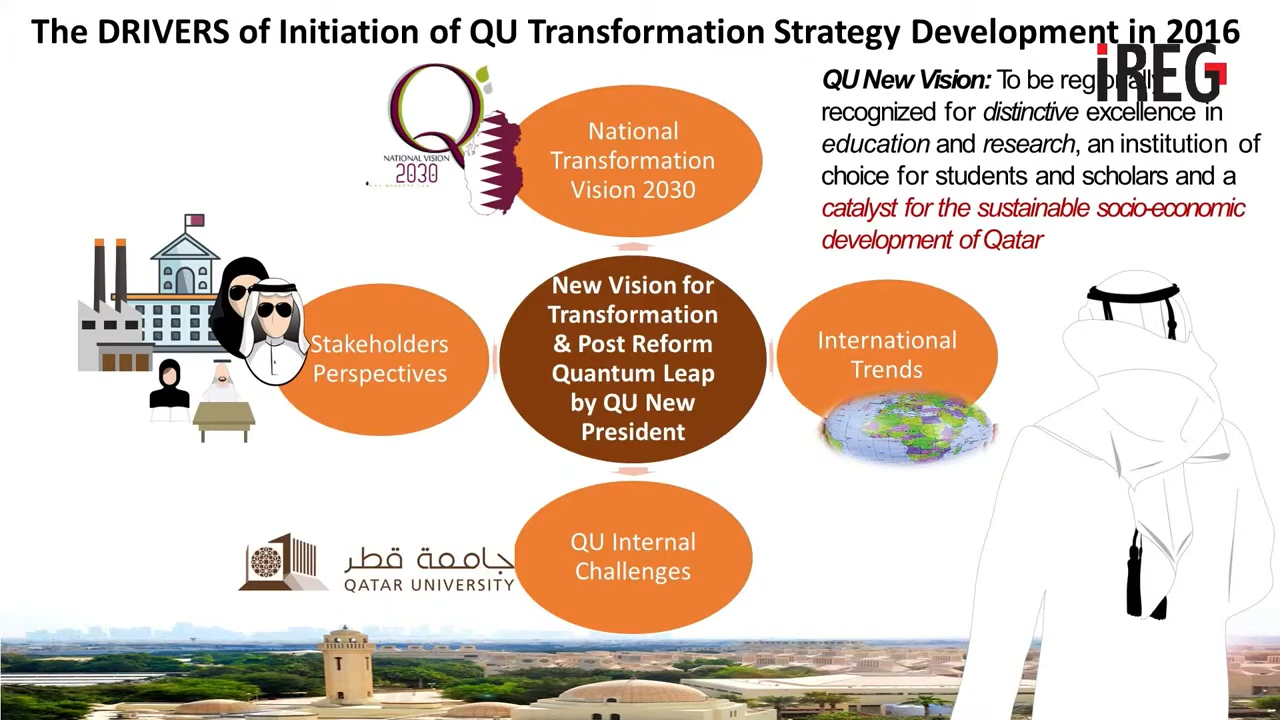 The DRIVERS of Initiation of QU Transformation Strategy Development in 2016
iREG
QU New Vision: To be regionally
recognized for distinctive excellence in
education and research, an institution of
choice for students and scholars and a
catalyst for the sustainable socio-economic
development of Qatar
NATIONAL VISION
2030
National
Transformation
Vision 2030
Stakeholders
Perspectives
New Vision for
Transformation
& Post Reform
Quantum Leap
by QU New
President
International
Trends
QU Internal
Challenges
جامعة قطر
QATAR UNIVERSITY